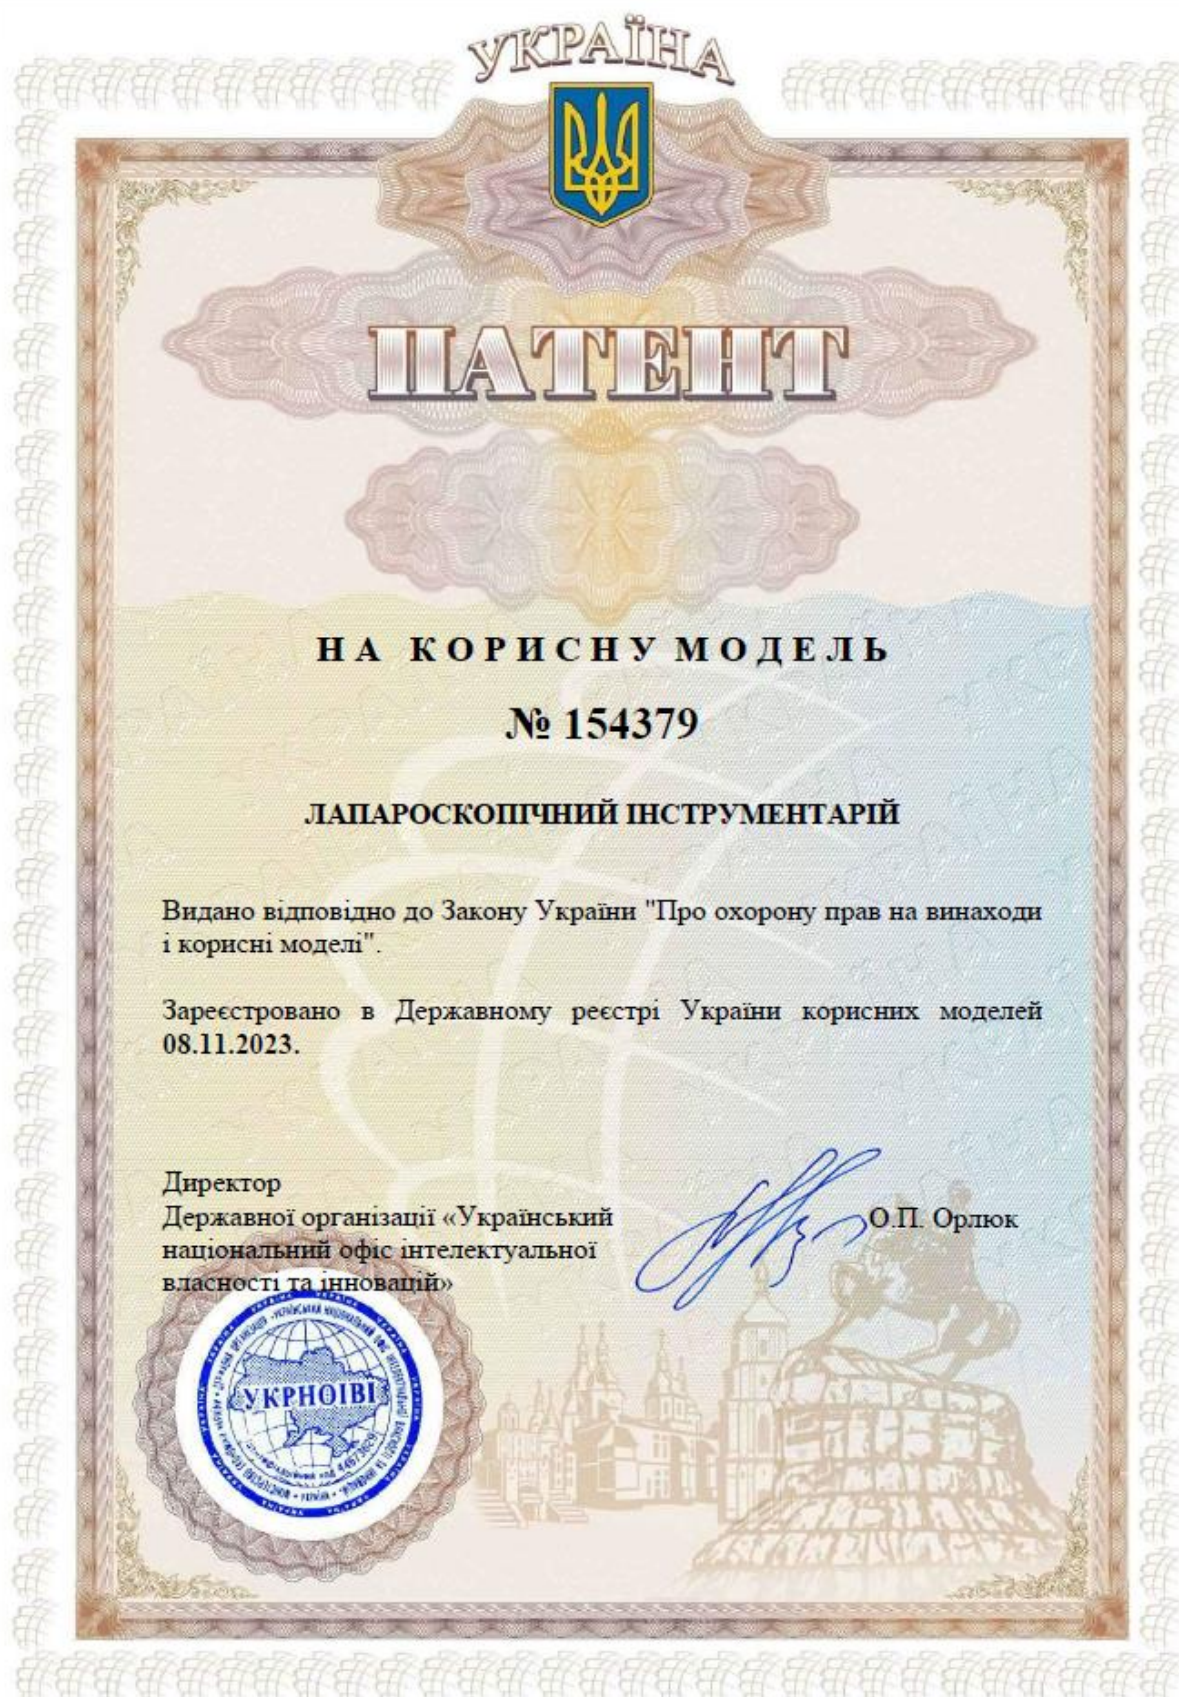 УКРАЇНА
ПАТЕНТ
НА КОРИСНУ МОДЕЛЬ
№ 154379
ЛАПАРОСКОПІЧНИЙ ІНСТРУМЕНТАРІЙ
Видано відповідно до Закону України "Про охорону прав на винаходи
і корисні моделі".
Зареєстровано в Державному реєстрі України корисних моделей
08.11.2023.
Директор
Державної організації «Український
національний офіс інтелектуальної
власності та інновацій»
О.П. Орлюк
УКРНОІВІ